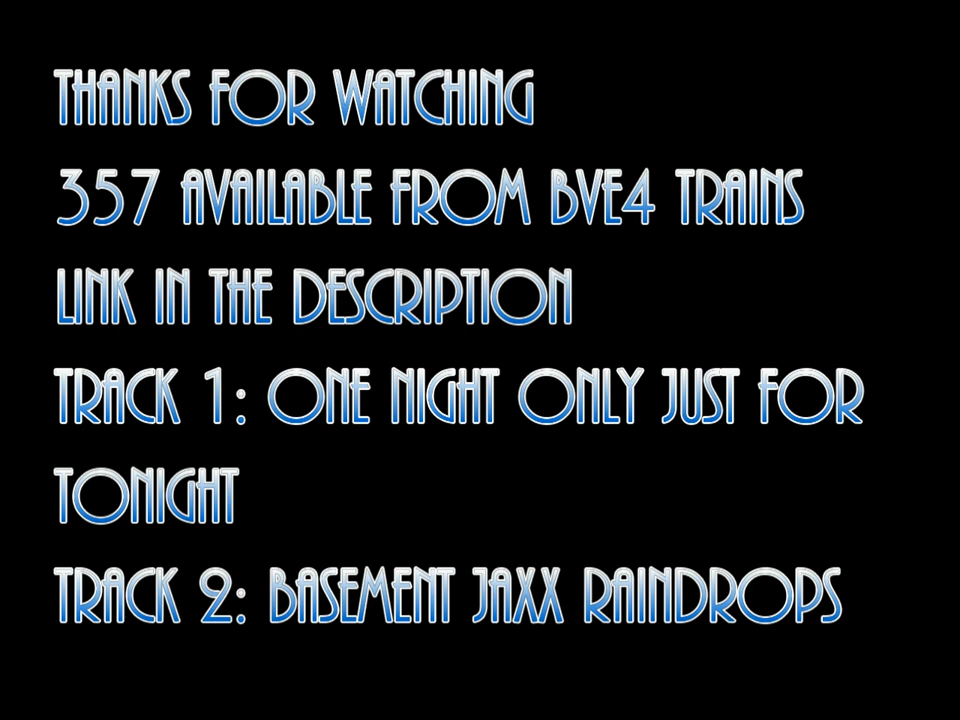 THANKS FOR WATCHING
357 AVAILABLE FROM BVE4 TRAINS
LINK IN THE DESCRIPTION
TRACK 1: ONE NIGHT ONLY JUST FOR
TONIGHT
TRACK 2: BASEMENT JAXX RAINDROPS